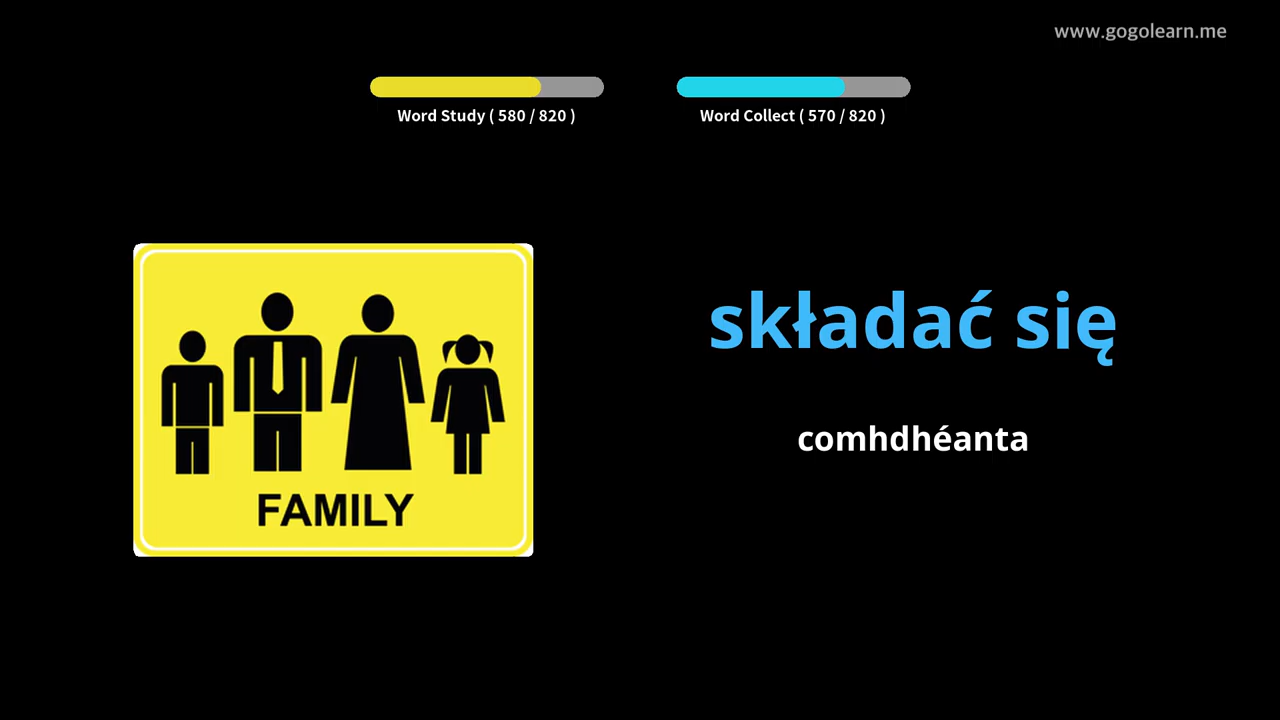 www.gogolearn.me
Word Study ( 580 / 820 )
Word Collect ( 570 / 820 )
FAMILY
składać się
comhdhéanta